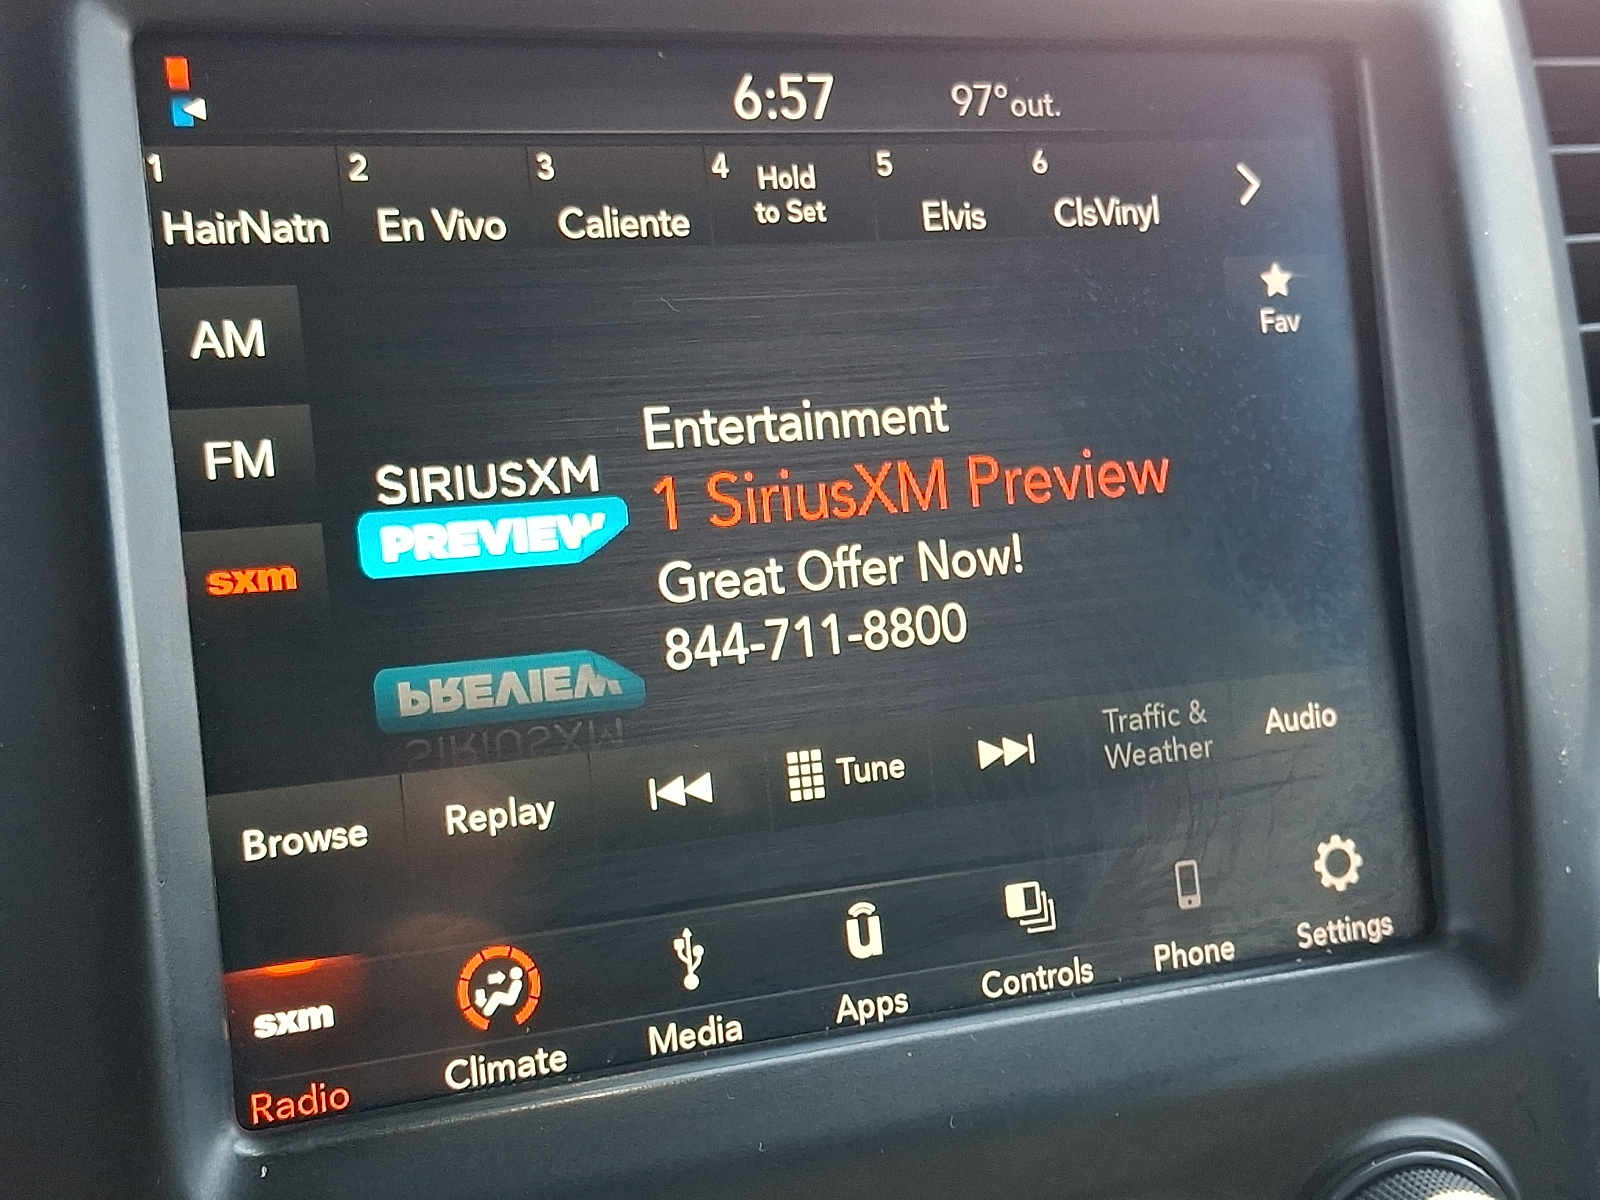 6:57 97° out.
1 2 3 4 Hold 5 6
HairNatn En Vivo Caliente to Set Elvis ClsVinyl
Fav
AM
FM
sxm
SIRIUSXM
PREVIEW
Entertainment
1 SiriusXM Preview
Great Offer Now!
844-711-8800
PREVIEW
SIRIUSXM
Browse Replay Tune Traffic & Audio
Weather
sxm
Radio Climate Media Apps Controls Phone Settings